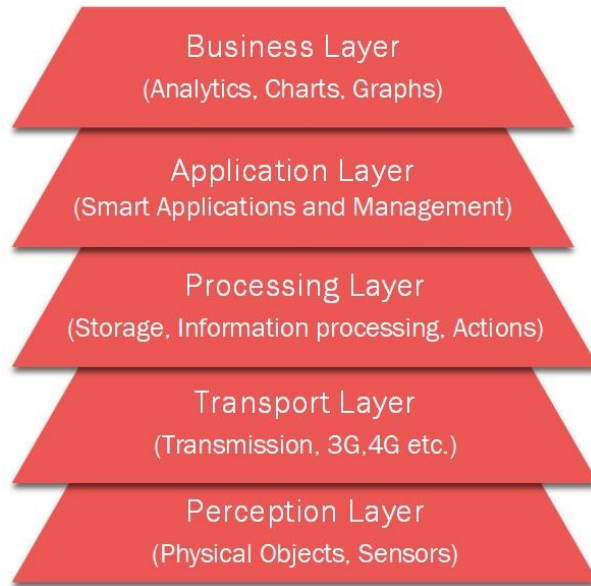 Business Layer
(Analytics, Charts, Graphs)
Application Layer
(Smart Applications and Management)
Processing Layer
(Storage, Information processing, Actions)
Transport Layer
(Transmission, 3G,4G etc.)
Perception Layer
(Physical Objects, Sensors)